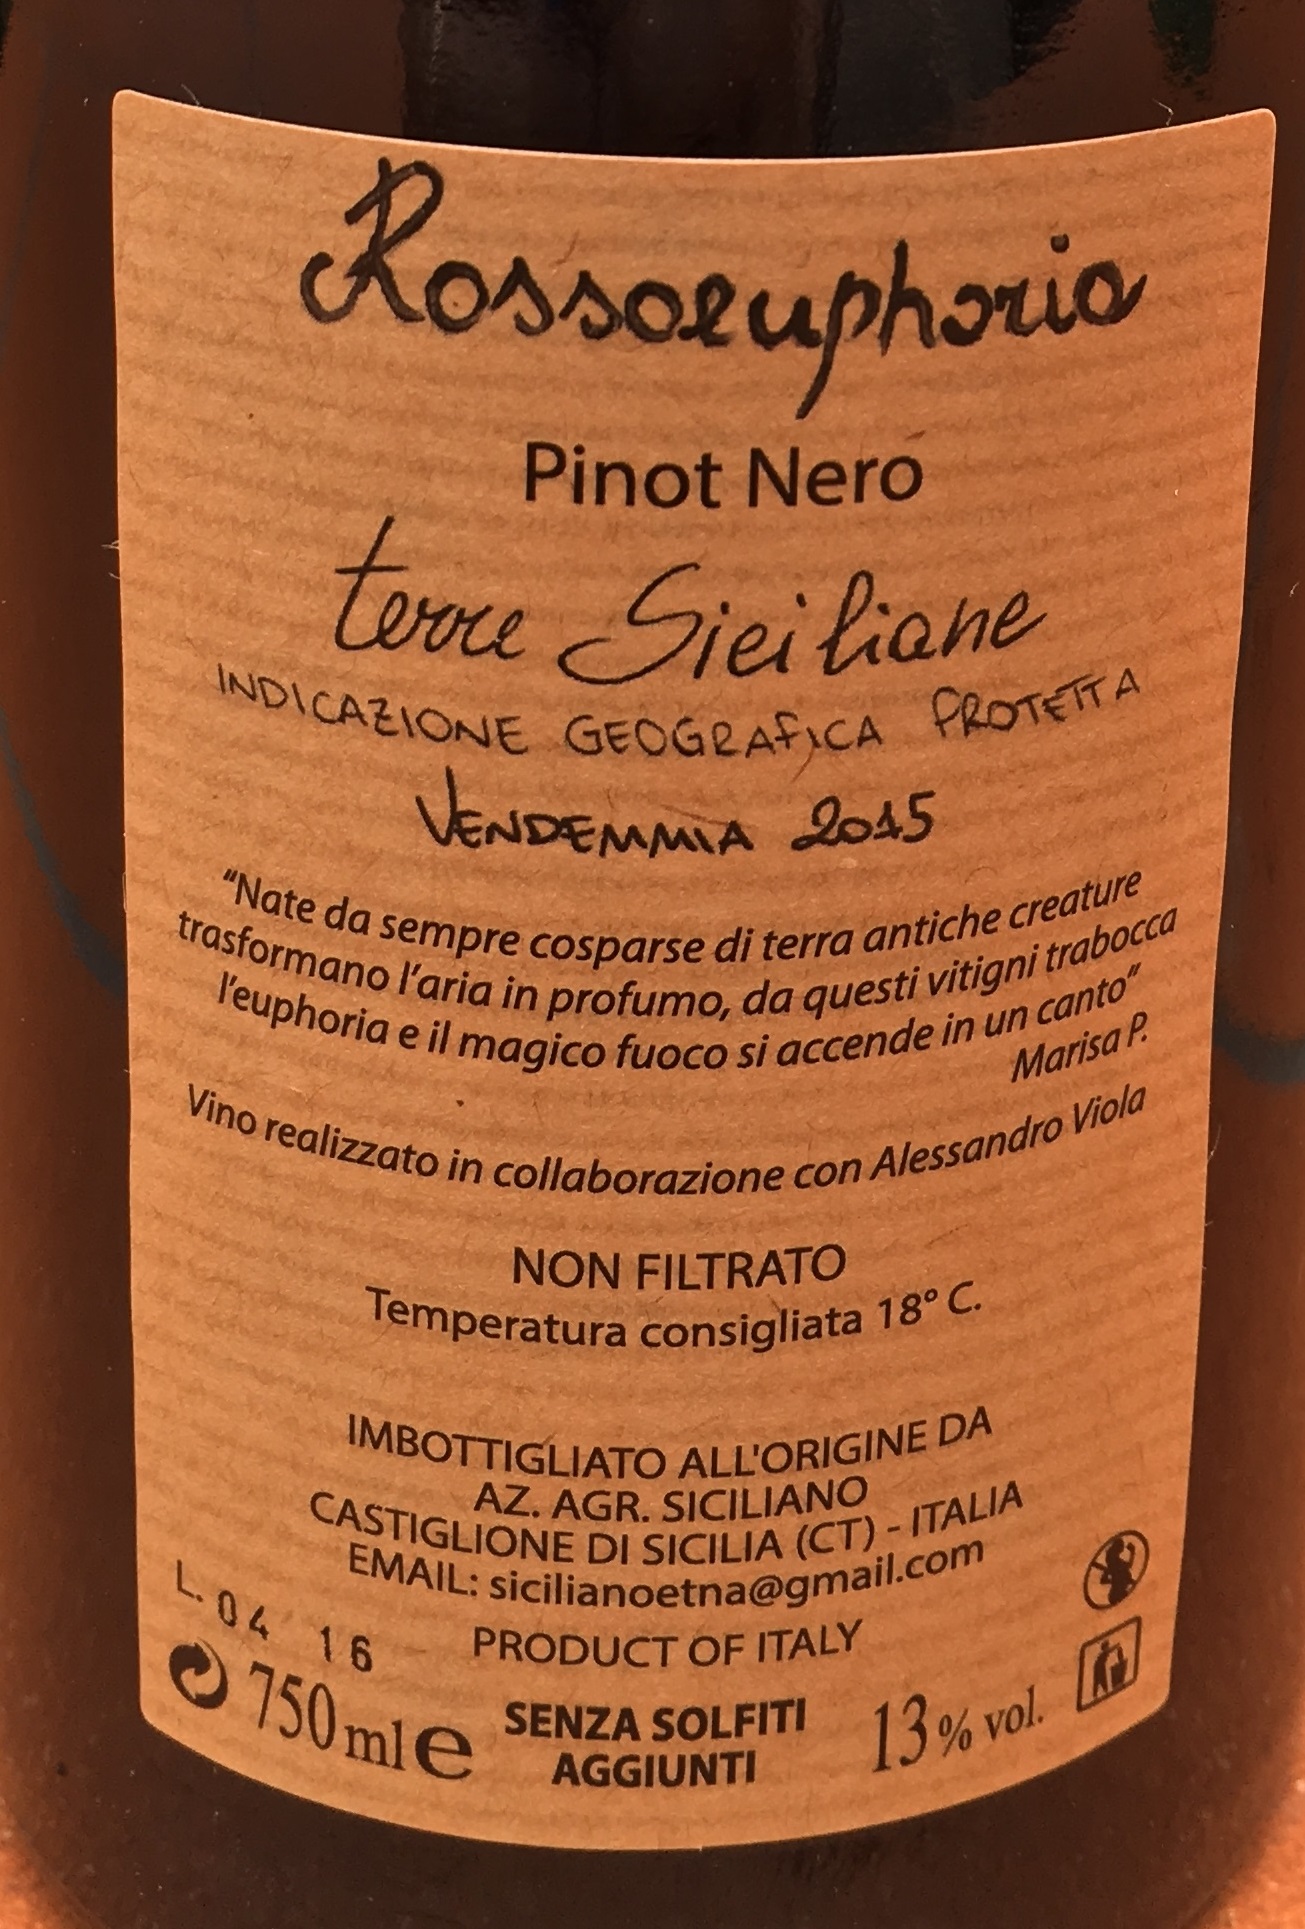 Rossoeuphoria
Pinot Nero
terre Siciliane
INDICAZIONE GEOGRAFICA PROTETTA
VENDEMMIA 2015
“Nate da sempre cosparse di terra antiche creature
trasformano l’aria in profumo, da questi vitigni trabocca
l’euphoria e il magico fuoco si accende in un canto”
Marisa P.
Vino realizzato in collaborazione con Alessandro Viola
NON FILTRATO
Temperatura consigliata 18° C.
IMBOTTIGLIATO ALL'ORIGINE DA
AZ. AGR. SICILIANO
CASTIGLIONE DI SICILIA (CT) - ITALIA
EMAIL: sicilianoetna@gmail.com
L. 04 16
PRODUCT OF ITALY
750 ml e
SENZA SOLFITI
AGGIUNTI
13% vol.